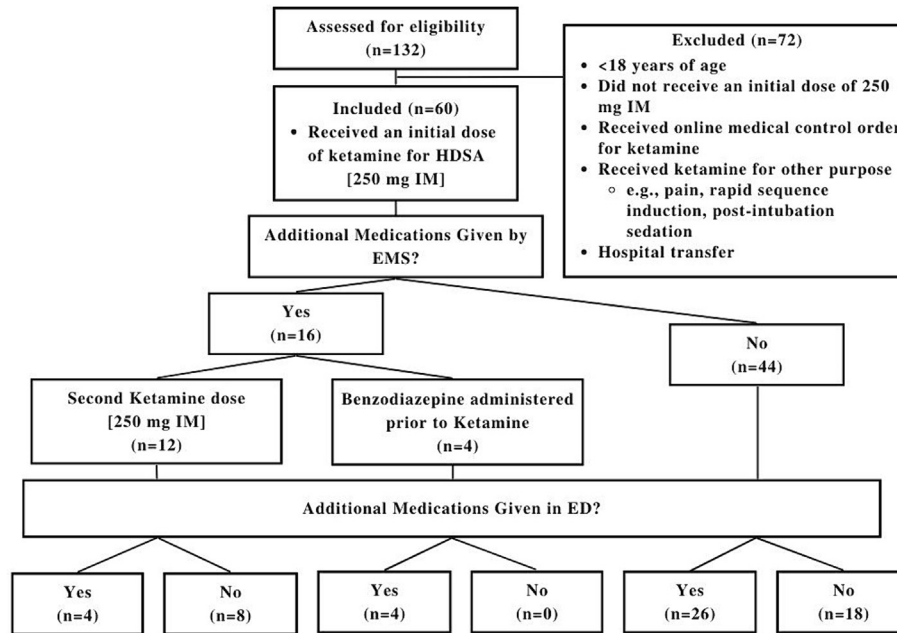 Assessed for eligibility
(n=132)
Excluded (n=72)
• <18 years of age
• Did not receive an initial dose of 250
mg IM
• Received online medical control order
for ketamine
• Received ketamine for other purpose
○ e.g., pain, rapid sequence
induction, post-intubation
sedation
• Hospital transfer
Included (n=60)
• Received an initial dose
of ketamine for HDSA
[250 mg IM]
Additional Medications Given by
EMS?
Yes
(n=16)
No
(n=44)
Second Ketamine dose
[250 mg IM]
(n=12)
Benzodiazepine administered
prior to Ketamine
(n=4)
Additional Medications Given in ED?
Yes
(n=4)
No
(n=8)
Yes
(n=4)
No
(n=0)
Yes
(n=26)
No
(n=18)